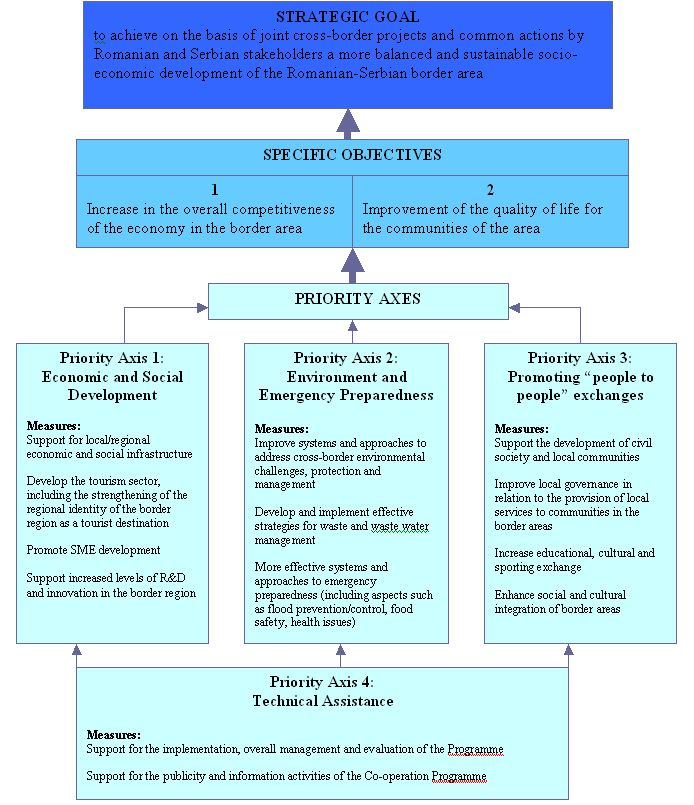 STRATEGIC GOAL
to achieve on the basis of joint cross-border projects and common actions by
Romanian and Serbian stakeholders a more balanced and sustainable socio-
economic development of the Romanian-Serbian border area
SPECIFIC OBJECTIVES
1
Increase in the overall competitiveness
of the economy in the border area
2
Improvement of the quality of life for
the communities of the area
PRIORITY AXES
Priority Axis 1:
Economic and Social
Development
Measures:
Support for local/regional
economic and social infrastructure
Develop the tourism sector,
including the strengthening of the
regional identity of the border
region as a tourist destination
Promote SME development
Support increased levels of R&D
and innovation in the border region
Priority Axis 2:
Environment and
Emergency Preparedness
Measures:
Improve systems and approaches to
address cross-border environmental
challenges, protection and
management
Develop and implement effective
strategies for waste and waste water
management
More effective systems and
approaches to emergency
preparedness (including aspects such
as flood prevention/control, food
safety, health issues)
Priority Axis 3:
Promoting “people to
people” exchanges
Measures:
Support the development of civil
society and local communities
Improve local governance in
relation to the provision of local
services to communities in the
border areas
Increase educational, cultural and
sporting exchange
Enhance social and cultural
integration of border areas
Priority Axis 4:
Technical Assistance
Measures:
Support for the implementation, overall management and evaluation of the Programme
Support for the publicity and information activities of the Co-operation Programme